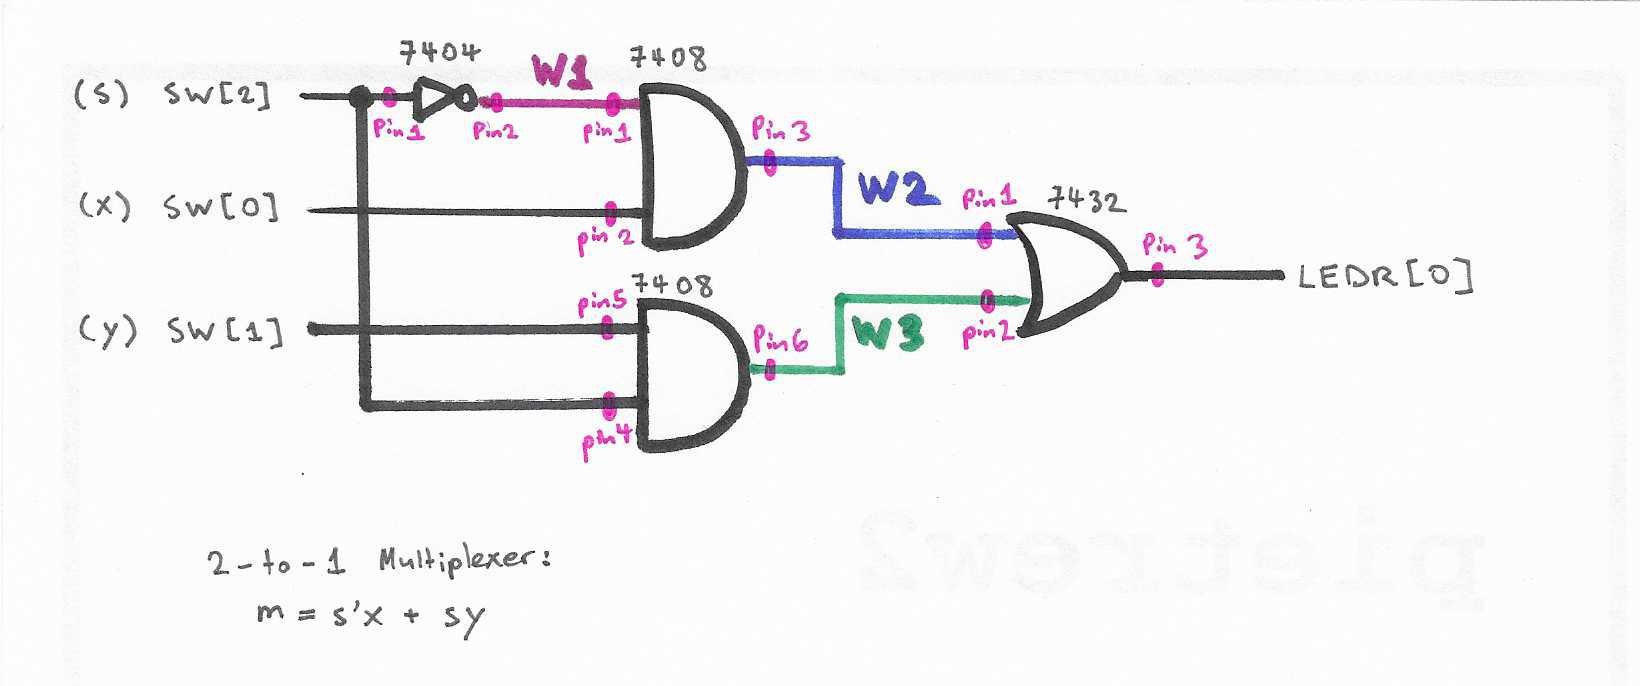 7404
W1
7408
(S) SW[2]
Pin1
Pin2
pin1
Pin 3
(X) SW[0]
pin 2
W2
Pin1
7432
Pin 3
LEDR[0]
7408
pin5
(y) SW[1]
Pin6
W3
pin2
pin4
2-to-1 Multiplexer:
m = s'x + sy
pietrew2